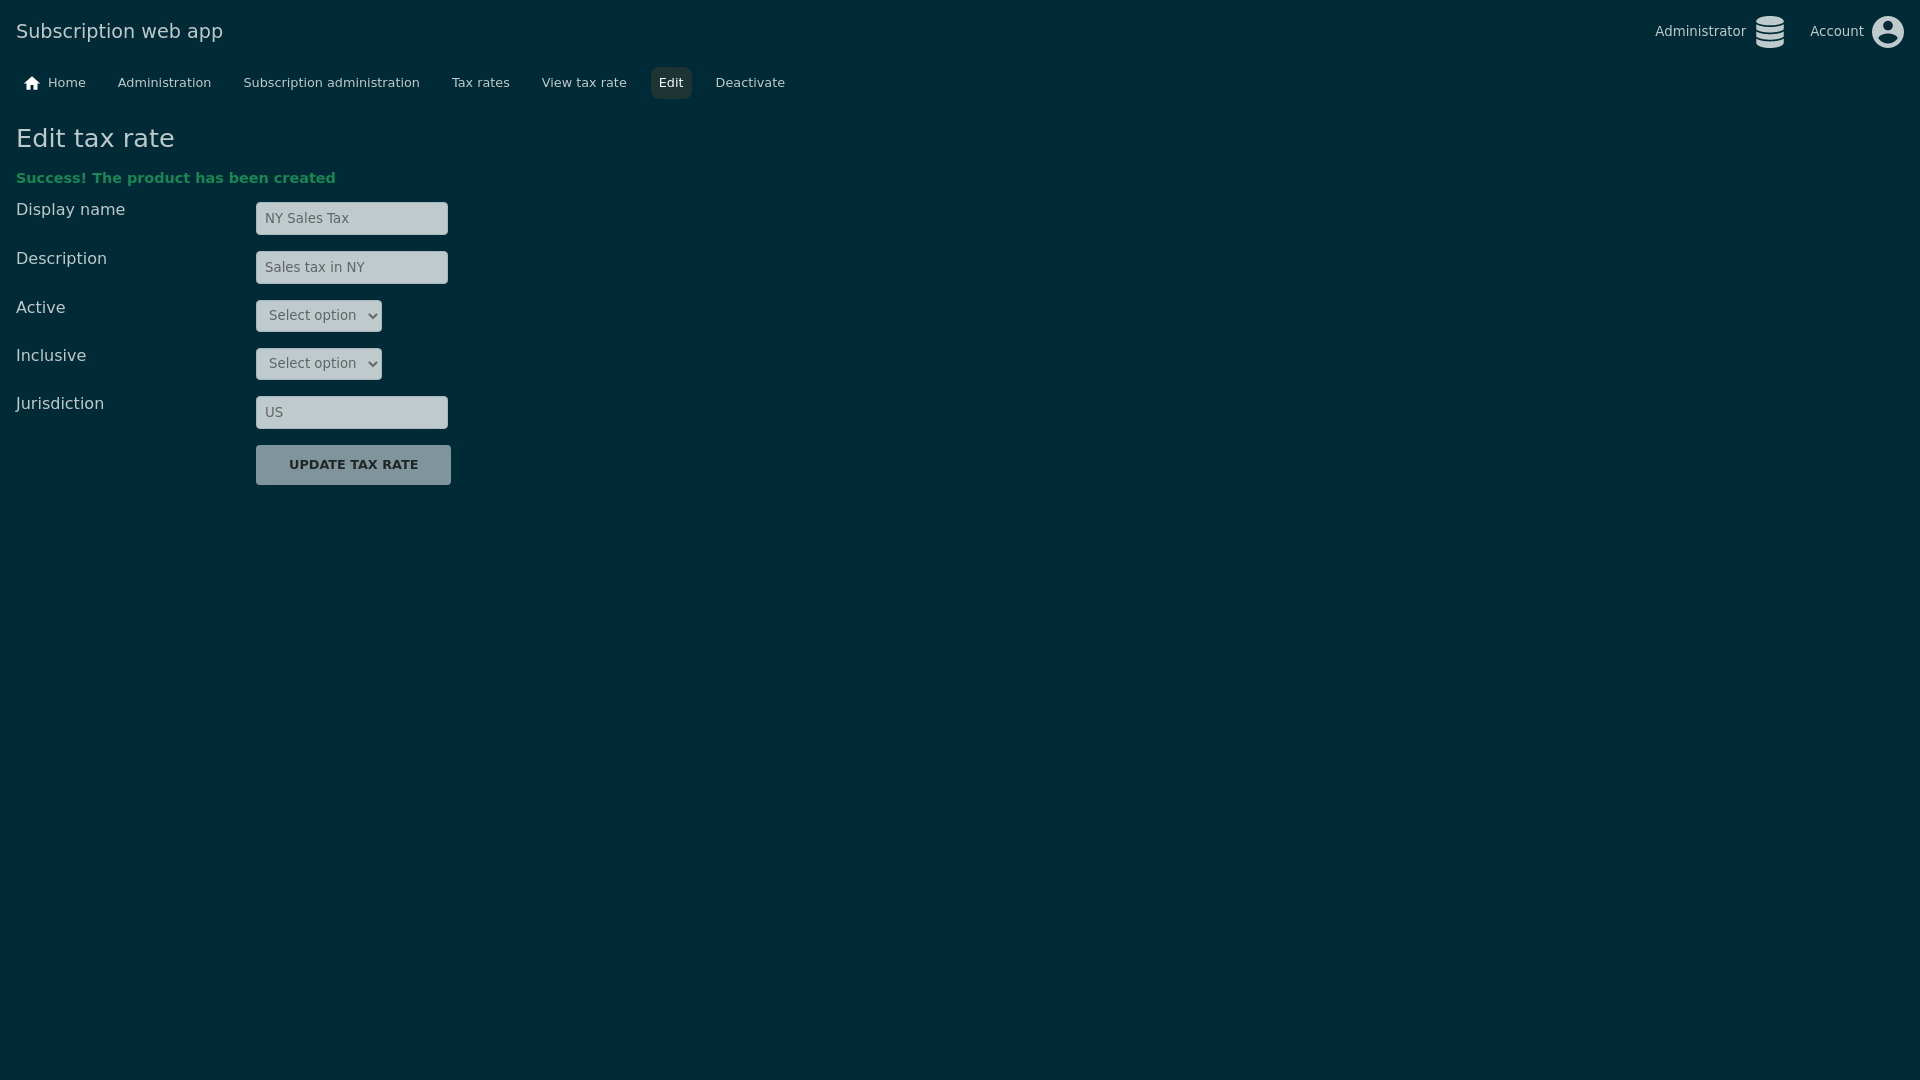 Subscription web app
Administrator
Account
Home
Administration
Subscription administration
Tax rates
View tax rate
Edit
Deactivate
Edit tax rate
Success! The product has been created
Display name
NY Sales Tax
Description
Sales tax in NY
Active
Select option
Inclusive
Select option
Jurisdiction
US
UPDATE TAX RATE